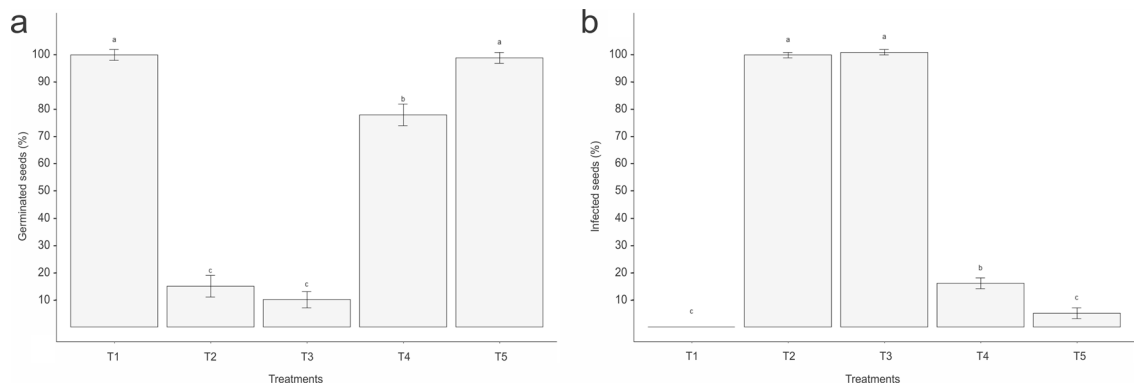 a
Germinated seeds (%)
100
90
80
70
60
50
40
30
20
10
a
c
c
b
a
T1 T2 T3 T4 T5
Treatments
b
Infected seeds (%)
100
90
80
70
60
50
40
30
20
10
c
a
a
b
c
T1 T2 T3 T4 T5
Treatments